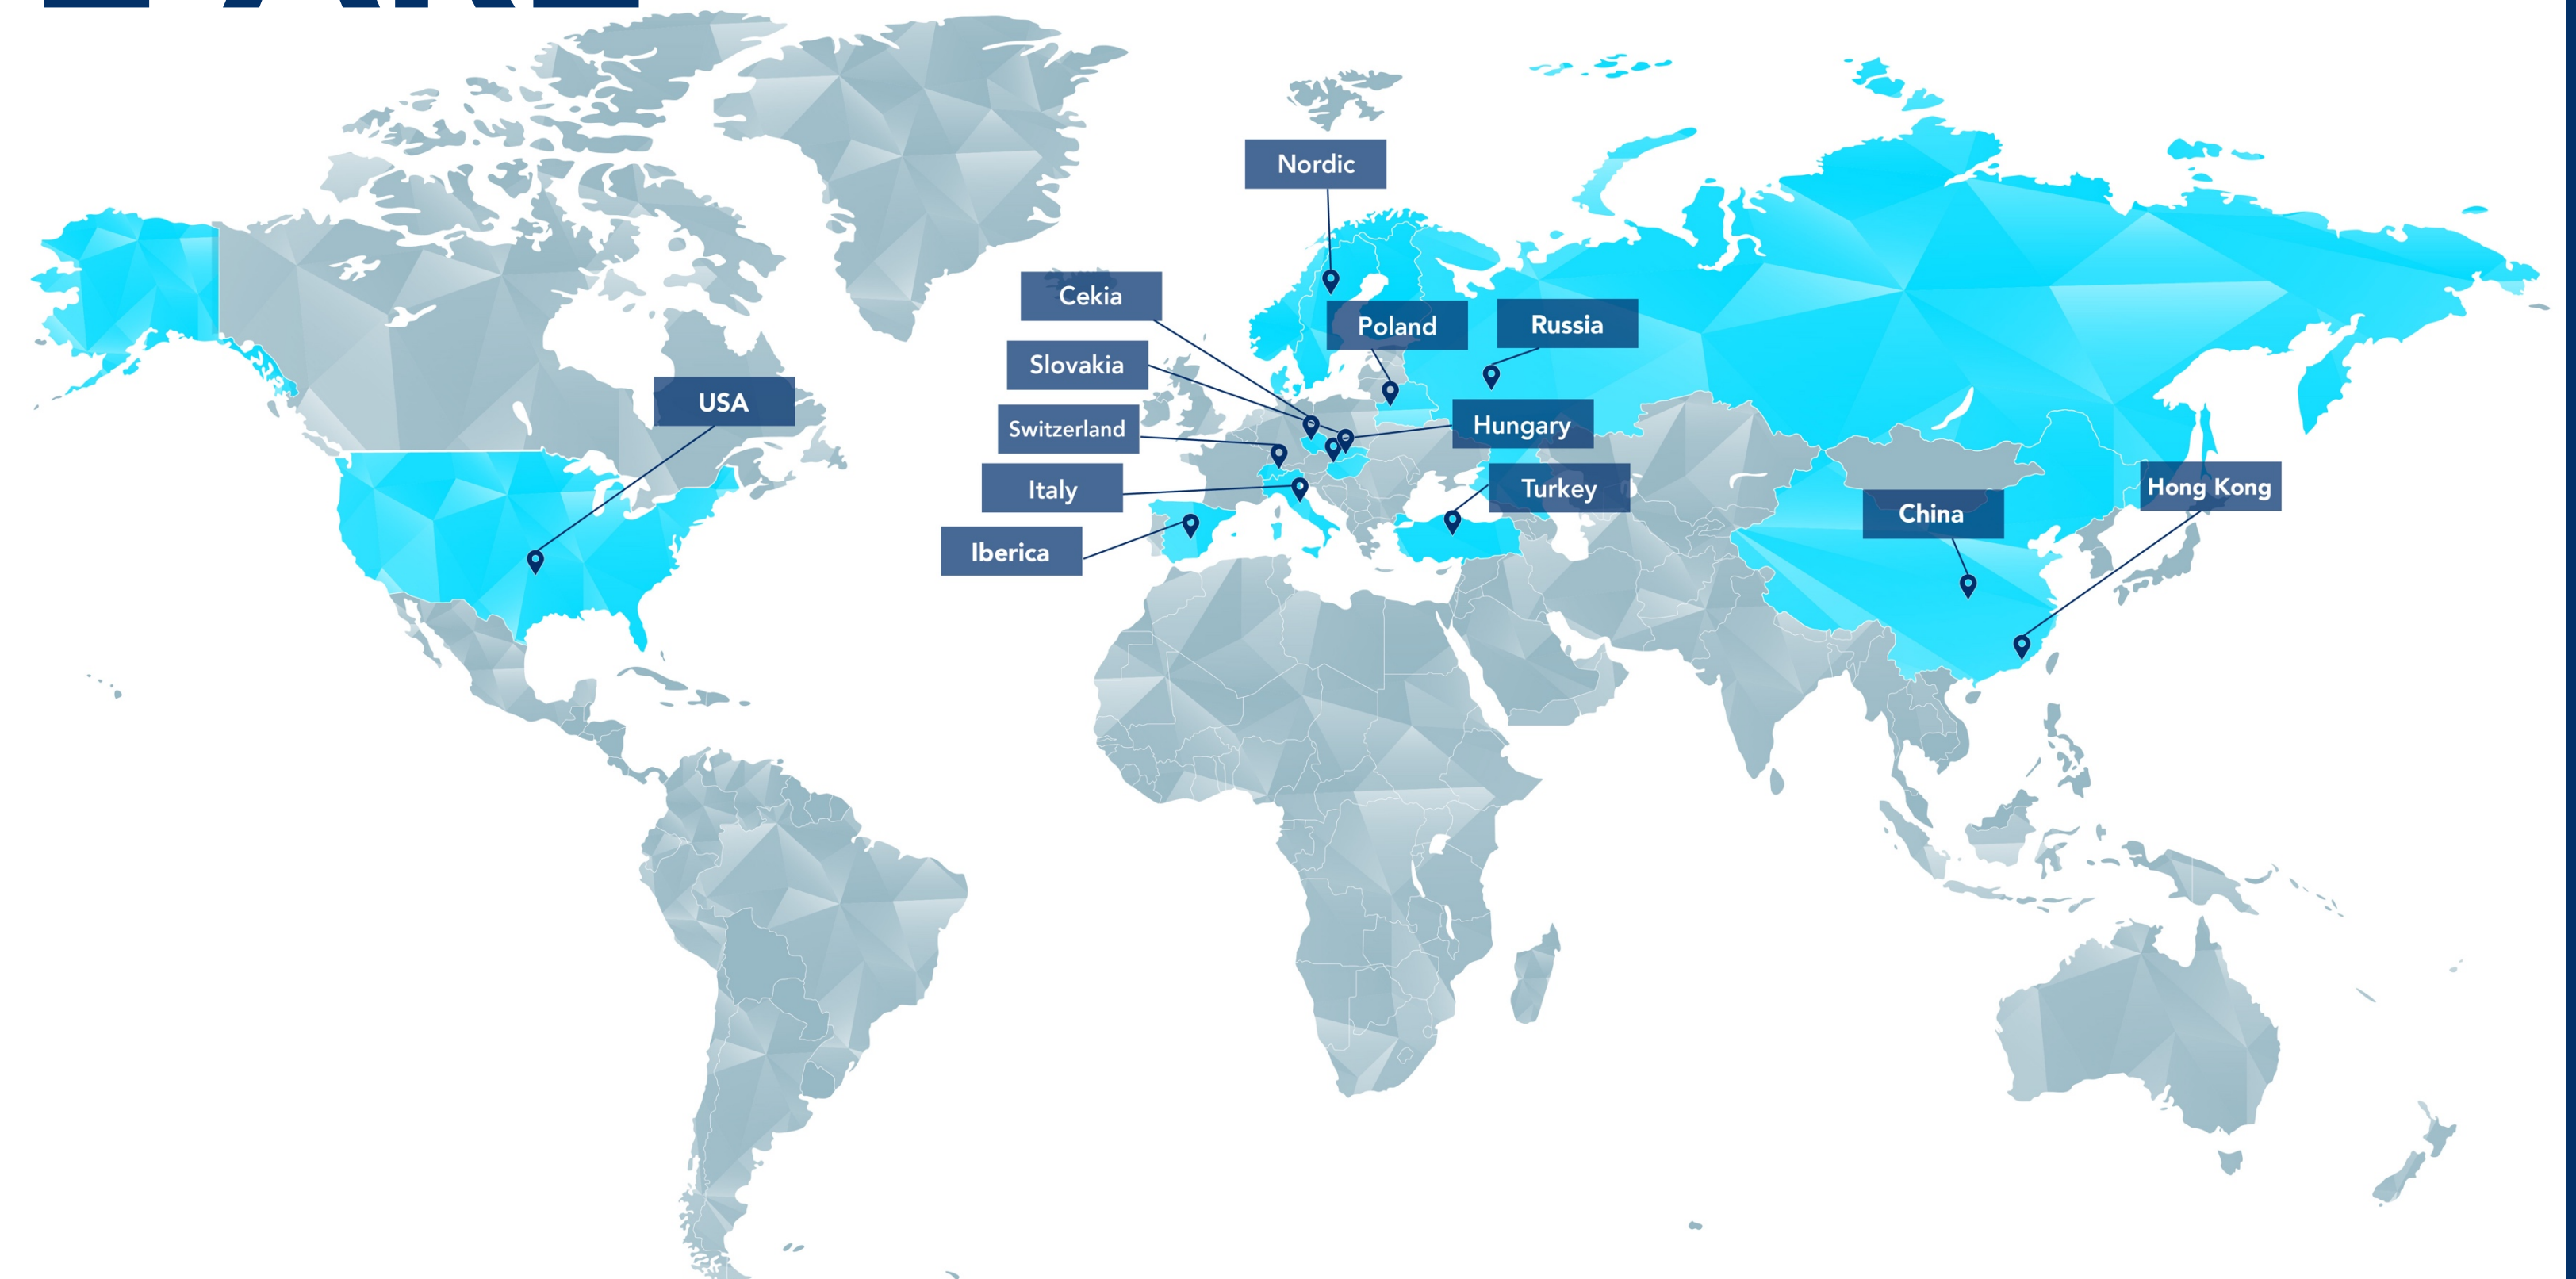 Nordic
Cekia
Poland
Russia
Slovakia
USA
Switzerland
Hungary
Italy
Turkey
Hong Kong
China
Iberica